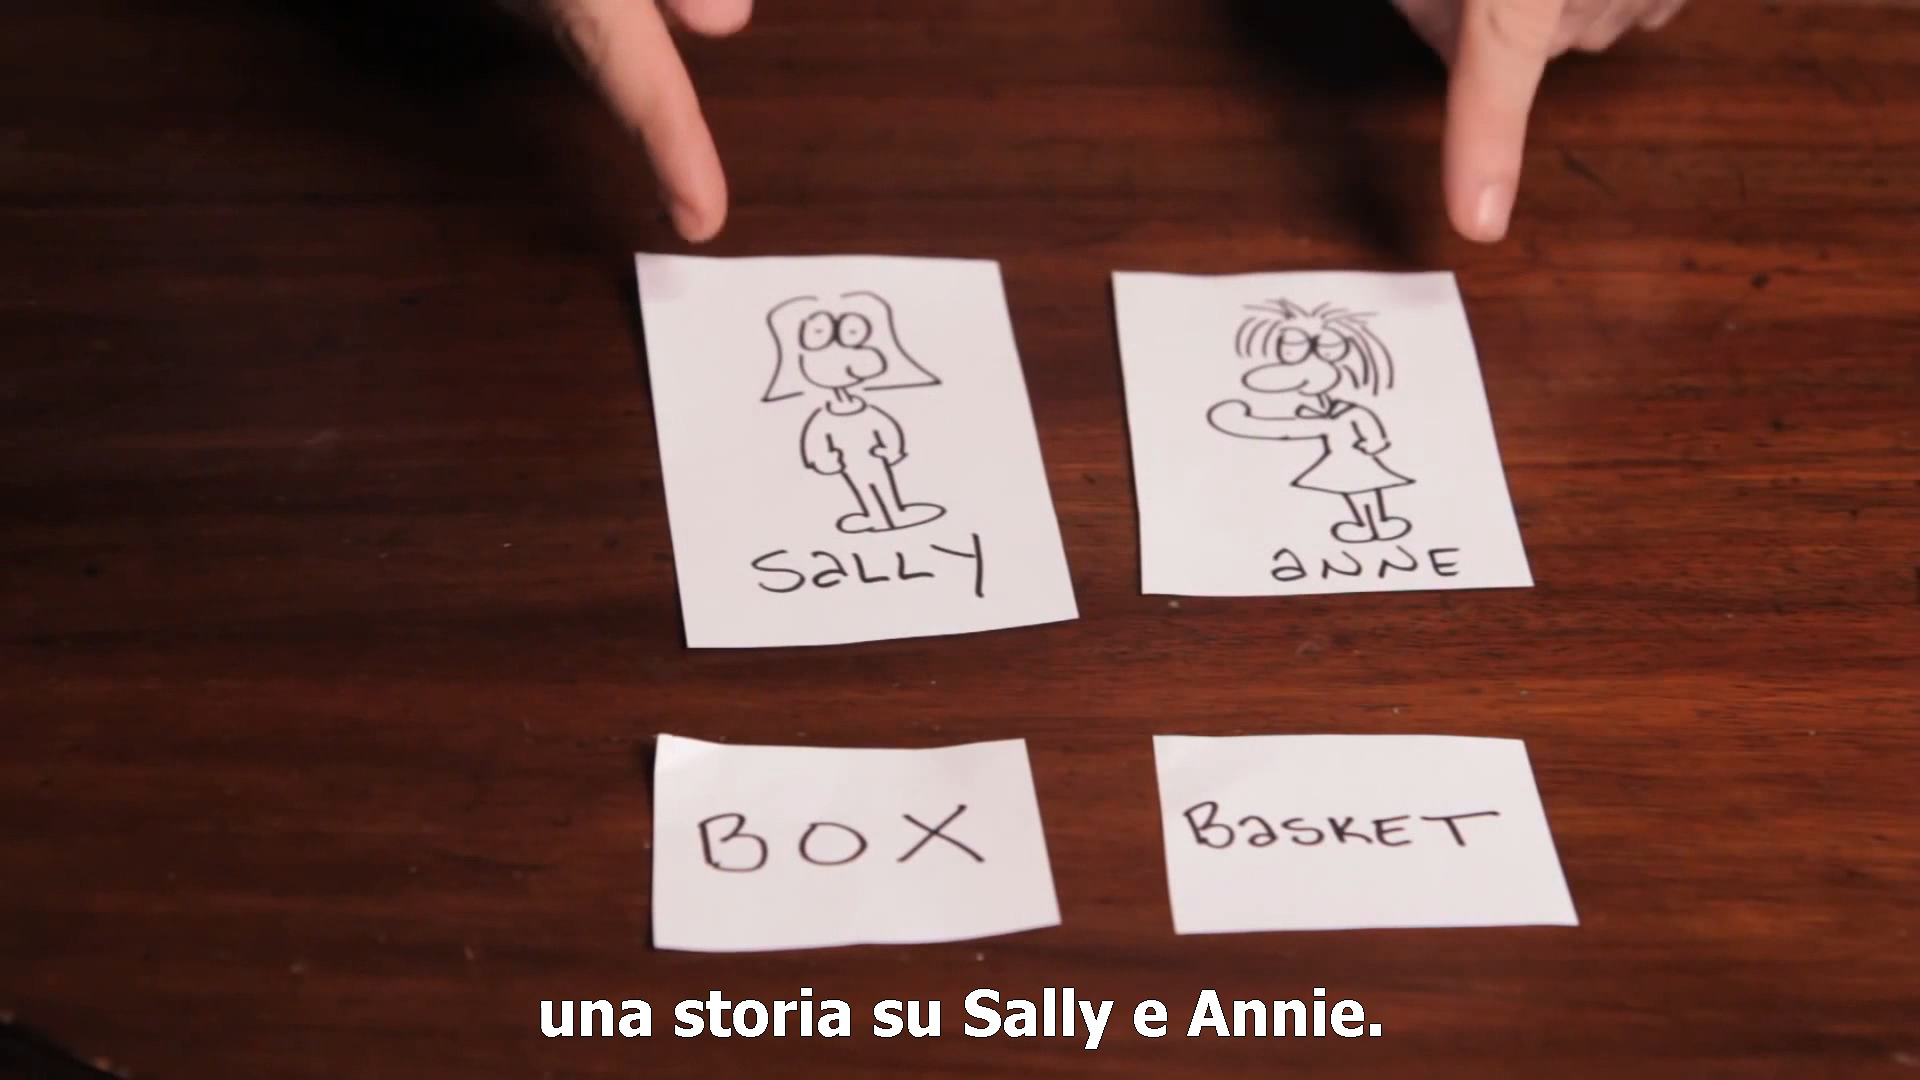 SaLLY
aNNE
BOX
BaSKET
una storia su Sally e Annie.